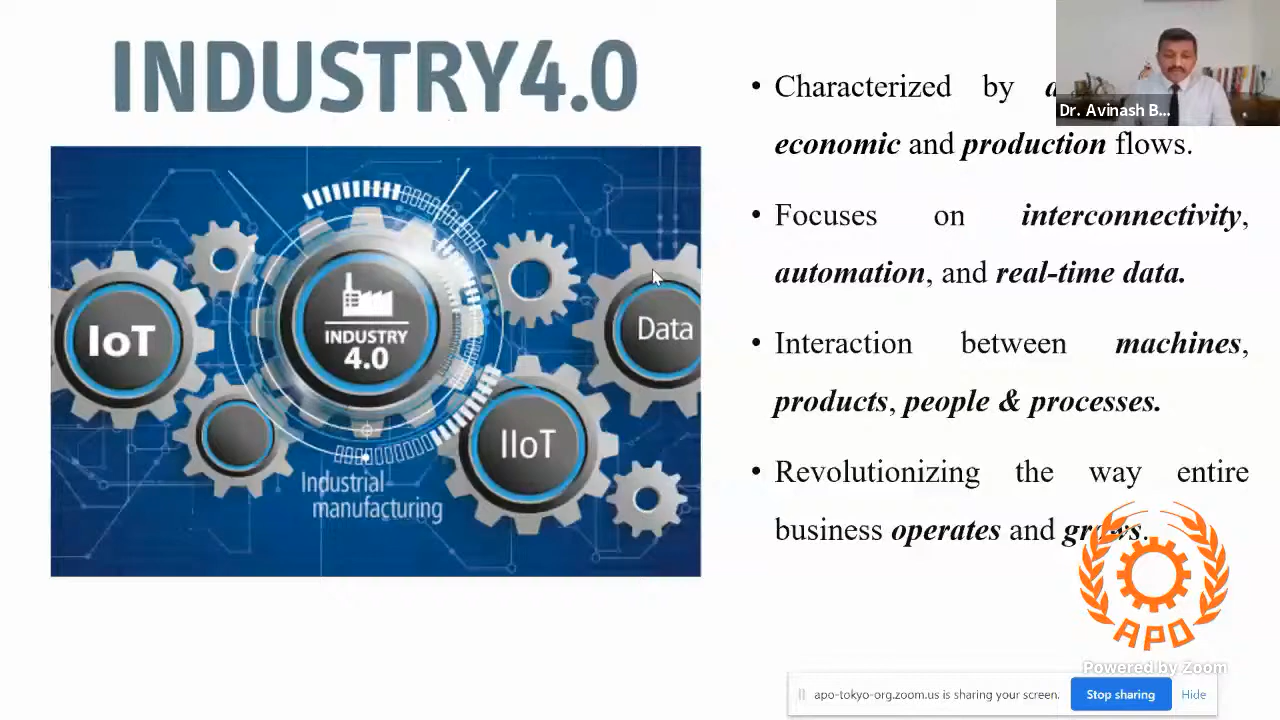 INDUSTRY4.0
IoT
INDUSTRY
4.0
Data
IIoT
Industrial
manufacturing
• Characterized by
economic and production flows.
• Focuses on interconnectivity,
automation, and real-time data.
• Interaction between machines,
products, people & processes.
• Revolutionizing the way entire
business operates and grows.
Dr. Avinash B...
APO
Powered by Zoom
apo-tokyo-org.zoom.us is sharing your screen.
Stop sharing
Hide